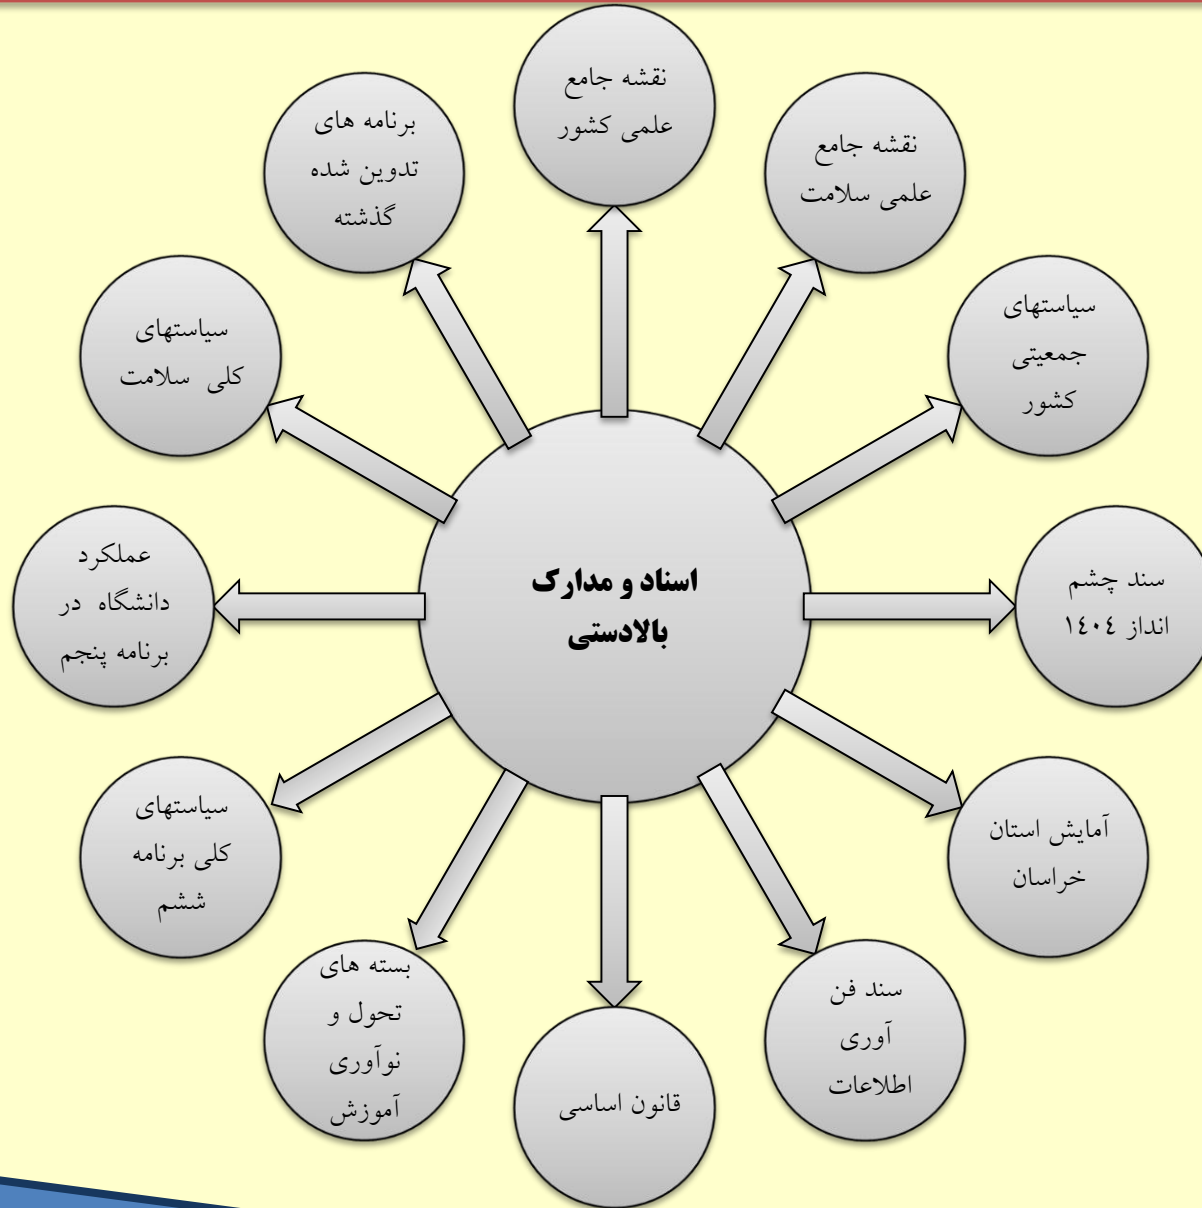 نقشه جامع
علمی کشور
نقشه جامع
علمی سلامت
سیاستهای
جمعیتی
کشور
سند چشم
انداز ١٤٠٤
آمایش استان
خراسان
سند فن
آوری
اطلاعات
قانون اساسی
بسته های
تحول و
نوآوری
آموزش
سیاستهای
کلی برنامه
ششم
عملکرد
دانشگاه در
برنامه پنجم
سیاستهای
کلی سلامت
برنامه های
تدوین شده
گذشته
اسناد و مدارک
بالادستی